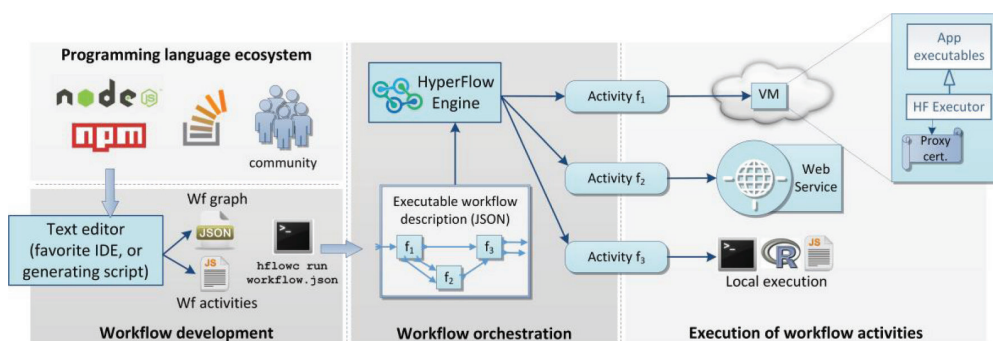 Programming language ecosystem
node
JS
npm
community
Text editor
(favorite IDE, or
generating script)
Wf graph
JSON
JS
Wf activities
>_
hflowc run
workflow.json
Workflow development
HyperFlow
Engine
Executable workflow
description (JSON)
f1
f2
f3
Workflow orchestration
Activity f1
Activity f2
Activity f3
VM
Web
Service
>_
R
JS
Local execution
Execution of workflow activities
App
executables
HF Executor
Proxy
cert.